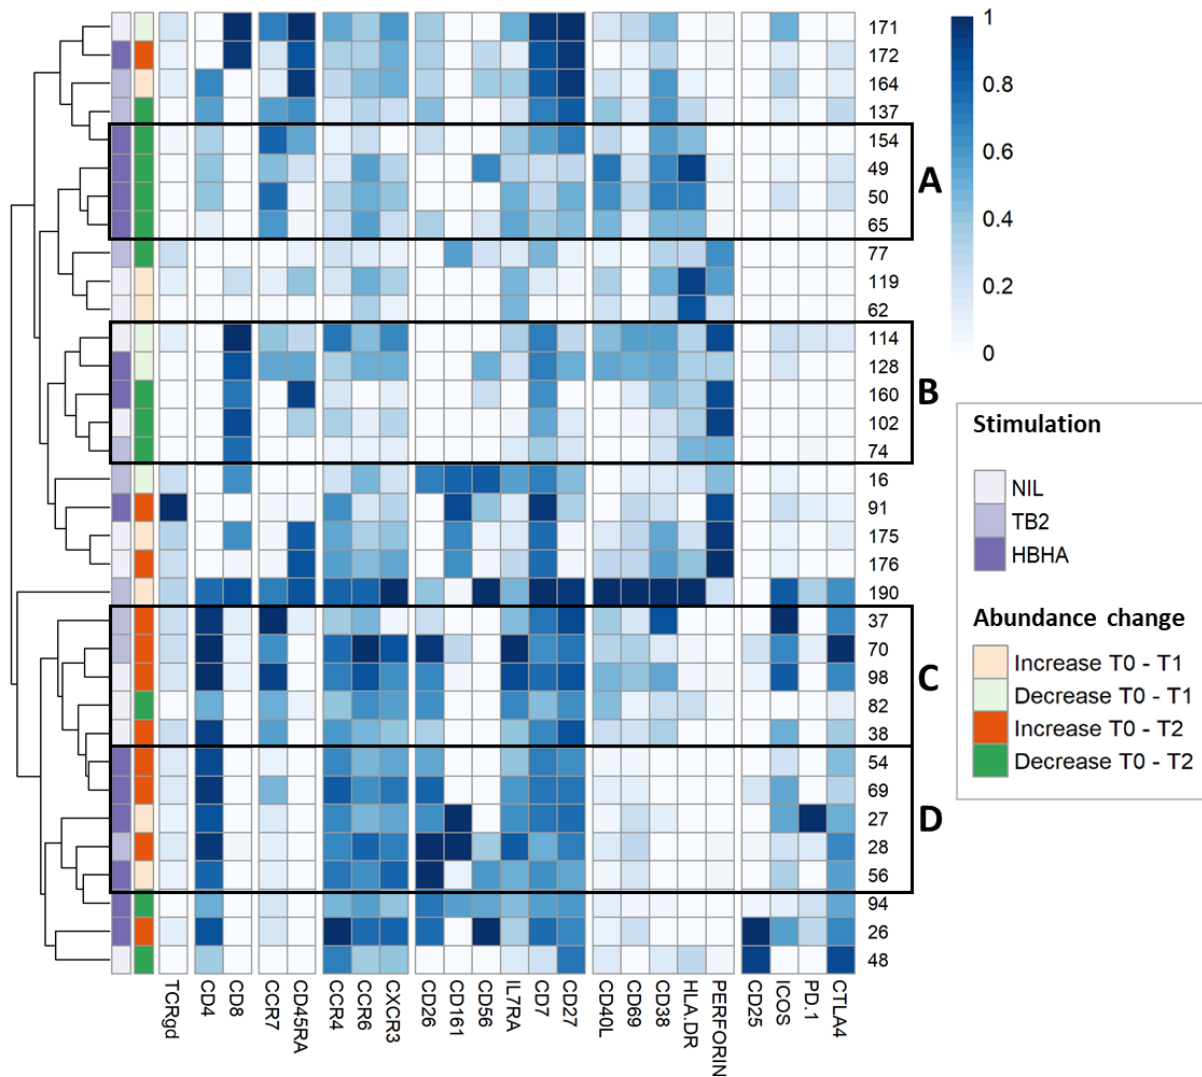 171
172
164
137
154
49
50
65
77
119
62
114
128
160
102
74
16
91
175
176
190
37
70
98
82
38
54
69
27
28
56
94
26
48
A
B
C
D
1
0.8
0.6
0.4
0.2
0
Stimulation
NIL
TB2
HBHA
Abundance change
Increase T0 - T1
Decrease T0 - T1
Increase T0 - T2
Decrease T0 - T2
TCRgd
CD4
CD8
CCR7
CD45RA
CCR4
CCR6
CXCR3
CD26
CD161
CD56
IL7RA
CD7
CD27
CD40L
CD69
CD38
HLA.DR
PERFORIN
CD25
ICOS
PD.1
CTLA4